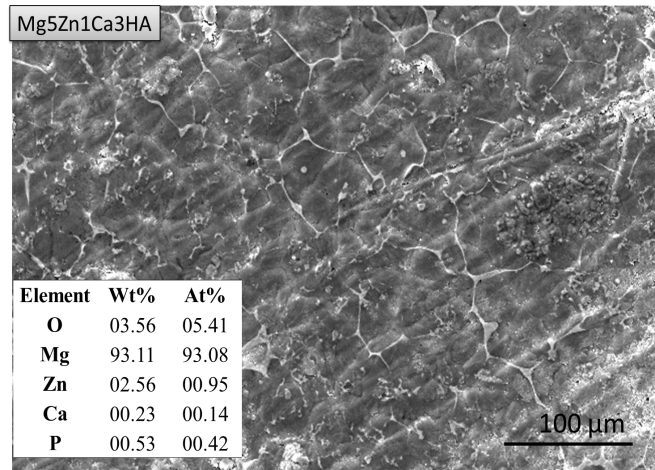 Mg5Zn1Ca3HA
Element Wt% At%
O 03.56 05.41
Mg 93.11 93.08
Zn 02.56 00.95
Ca 00.23 00.14
P 00.53 00.42
100 μm